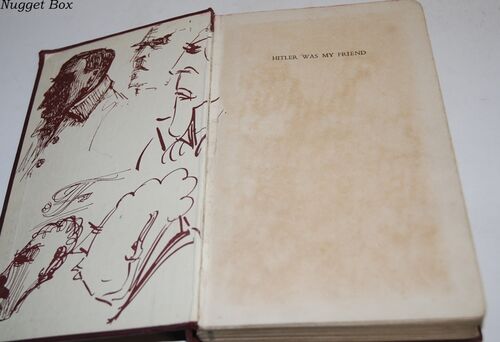 Nugget Box
HITLER WAS MY FRIEND